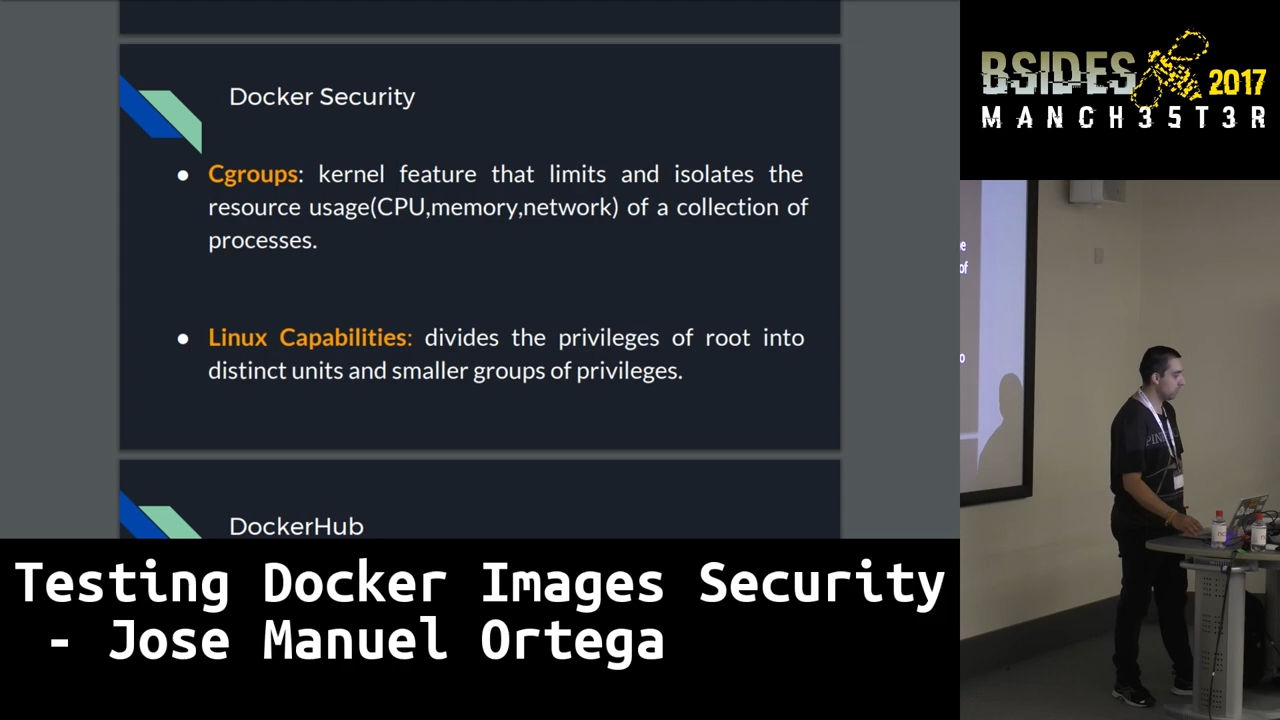 Docker Security
● Cgroups: kernel feature that limits and isolates the
resource usage(CPU,memory,network) of a collection of
processes.
● Linux Capabilities: divides the privileges of root into
distinct units and smaller groups of privileges.
DockerHub
Testing Docker Images Security
- Jose Manuel Ortega
BSIDES 2017
MANCH35T3R
of